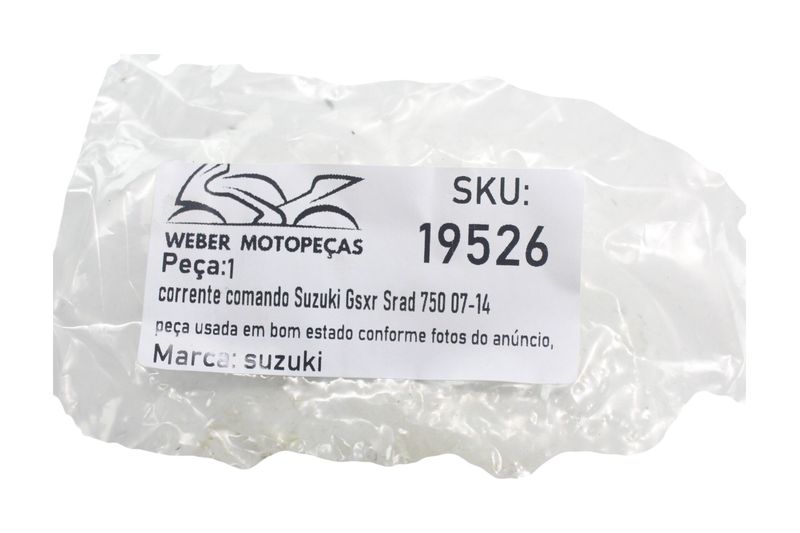 WEBER MOTOPEÇAS
SKU:
19526
Peça:1
corrente comando Suzuki Gsxr Srad 750 07-14
peça usada em bom estado conforme fotos do anúncio,
Marca: suzuki